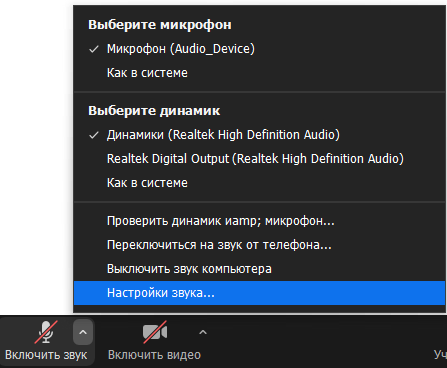 Выберите микрофон
Микрофон (Audio_Device)
Как в системе
Выберите динамик
Динамики (Realtek High Definition Audio)
Realtek Digital Output (Realtek High Definition Audio)
Как в системе
Проверить динамик иamp; микрофон...
Переключиться на звук от телефона...
Выключить звук компьютера
Настройки звука...
Включить звук
Включить видео
Уч